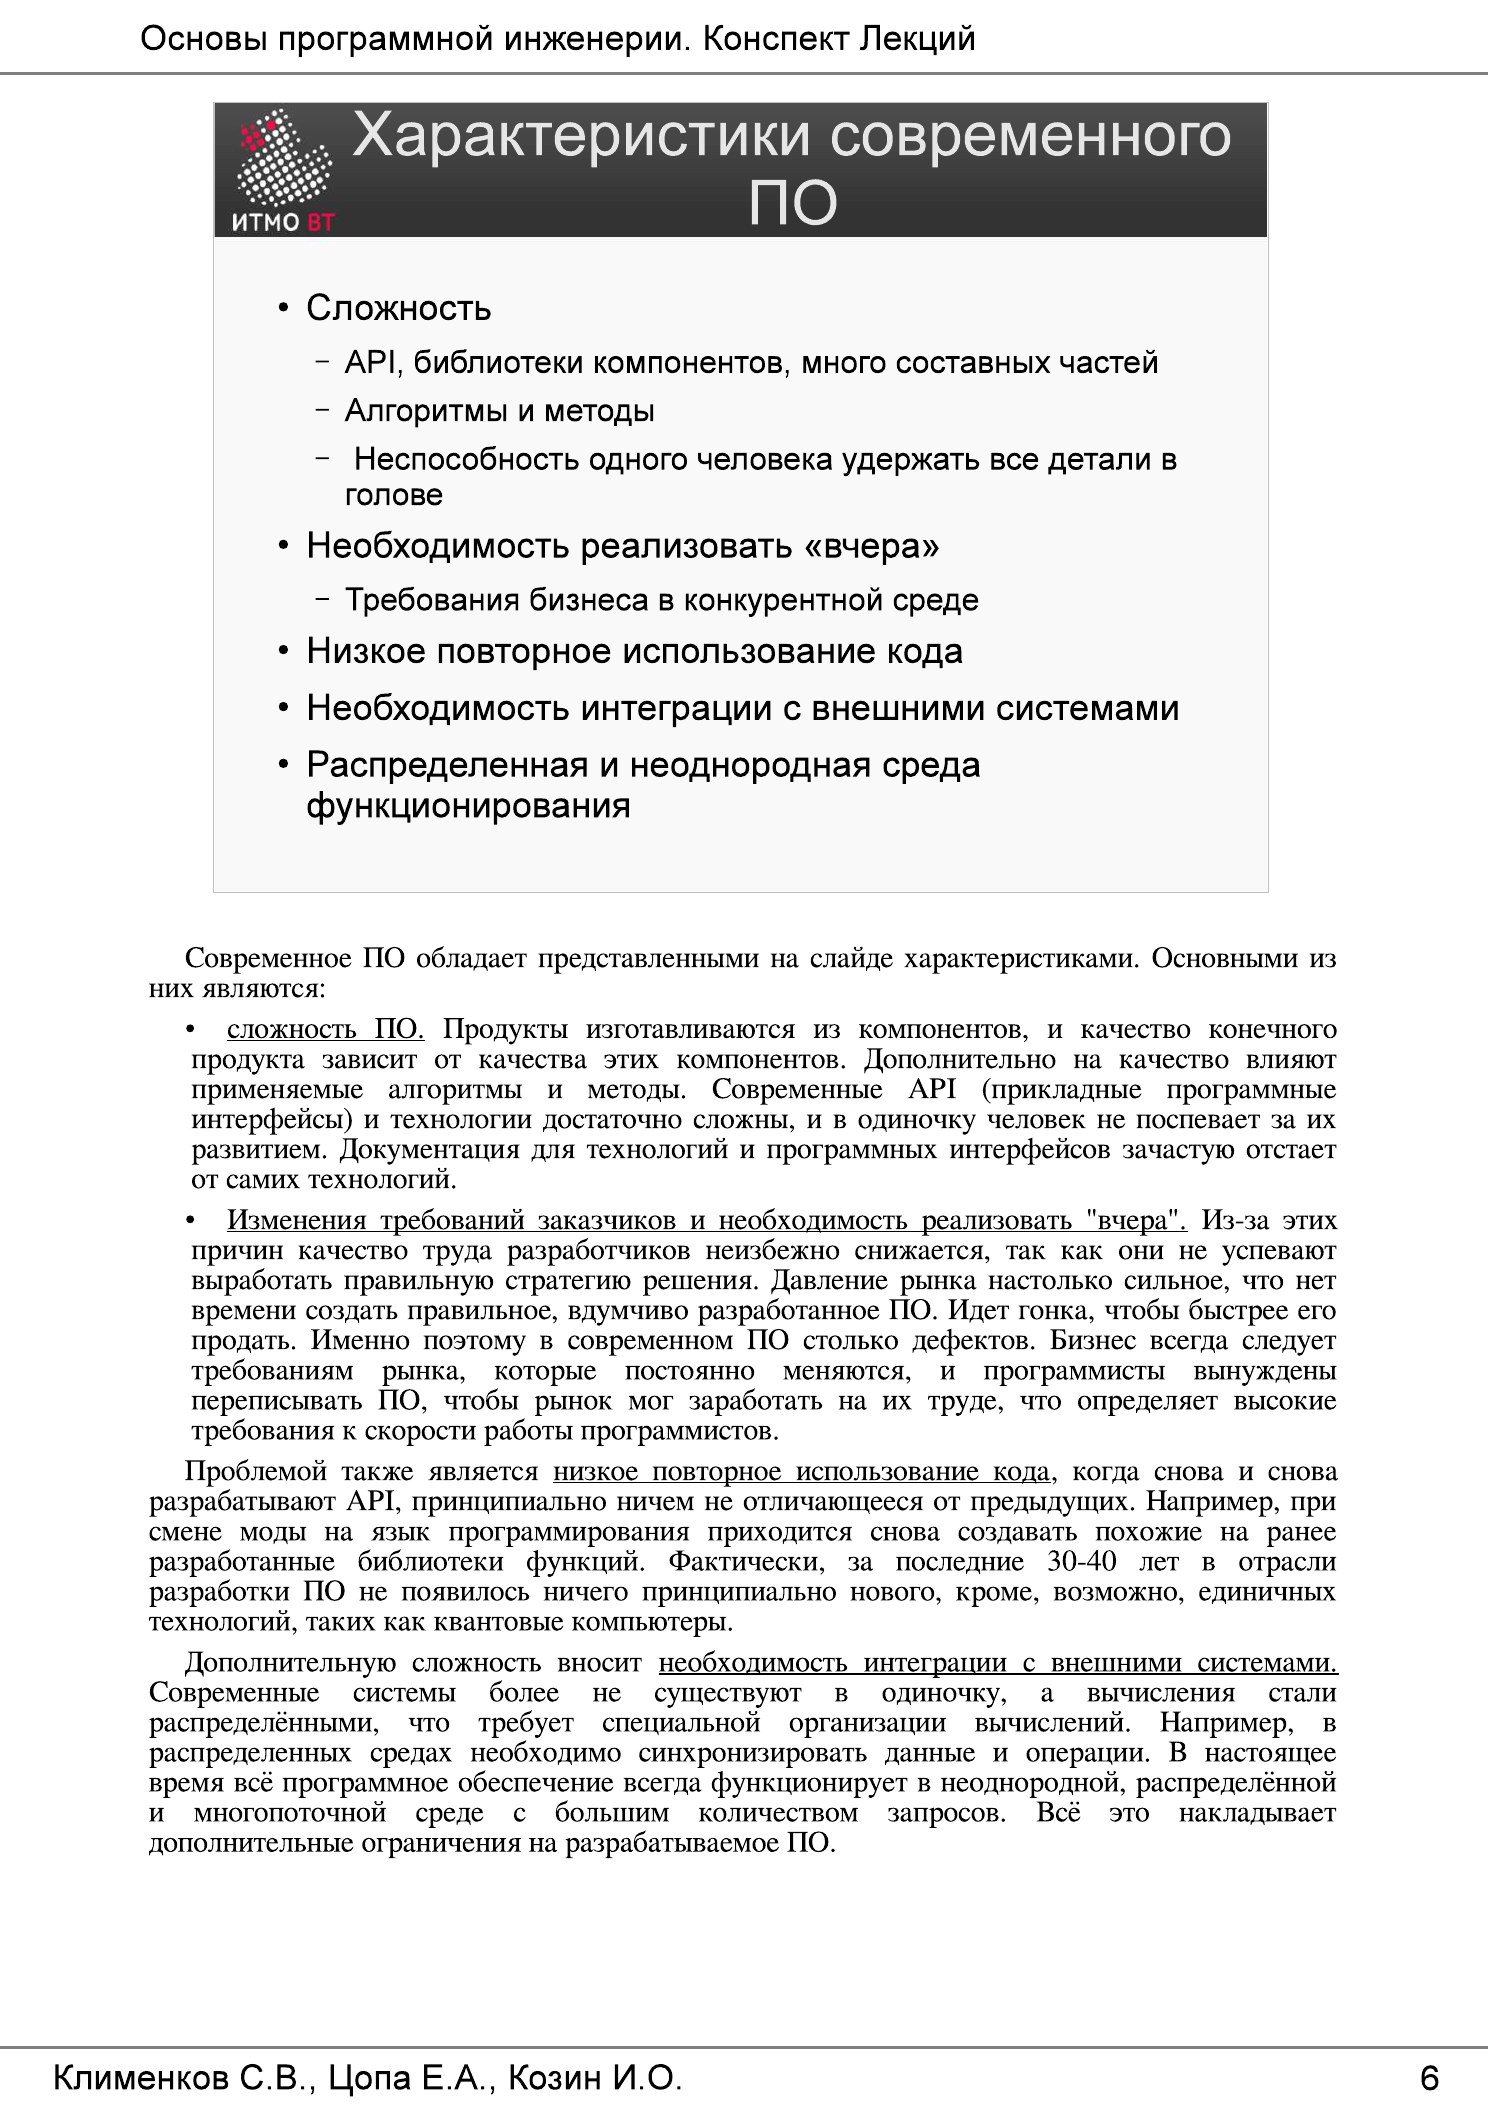 Основы программной инженерии. Конспект Лекций
ИТМО ВТ
Характеристики современного
ПО
• Сложность
– API, библиотеки компонентов, много составных частей
– Алгоритмы и методы
– Неспособность одного человека удержать все детали в
голове
• Необходимость реализовать «вчера»
– Требования бизнеса в конкурентной среде
• Низкое повторное использование кода
• Необходимость интеграции с внешними системами
• Распределенная и неоднородная среда
функционирования
Современное ПО обладает представленными на слайде характеристиками. Основными из
них являются:
• сложность ПО. Продукты изготавливаются из компонентов, и качество конечного
продукта зависит от качества этих компонентов. Дополнительно на качество влияют
применяемые алгоритмы и методы. Современные API (прикладные программные
интерфейсы) и технологии достаточно сложны, и в одиночку человек не поспевает за их
развитием. Документация для технологий и программных интерфейсов зачастую отстает
от самих технологий.
• Изменения требований заказчиков и необходимость реализовать "вчера". Из-за этих
причин качество труда разработчиков неизбежно снижается, так как они не успевают
выработать правильную стратегию решения. Давление рынка настолько сильное, что нет
времени создать правильное, вдумчиво разработанное ПО. Идет гонка, чтобы быстрее его
продать. Именно поэтому в современном ПО столько дефектов. Бизнес всегда следует
требованиям рынка, которые постоянно меняются, и программисты вынуждены
переписывать ПО, чтобы рынок мог заработать на их труде, что определяет высокие
требования к скорости работы программистов.
Проблемой также является низкое повторное использование кода, когда снова и снова
разрабатывают API, принципиально ничем не отличающееся от предыдущих. Например, при
смене моды на язык программирования приходится снова создавать похожие на ранее
разработанные библиотеки функций. Фактически, за последние 30-40 лет в отрасли
разработки ПО не появилось ничего принципиально нового, кроме, возможно, единичных
технологий, таких как квантовые компьютеры.
Дополнительную сложность вносит необходимость интеграции с внешними системами.
Современные системы более не существуют в одиночку, а вычисления стали
распределёнными, что требует специальной организации вычислений. Например, в
распределенных средах необходимо синхронизировать данные и операции. В настоящее
время всё программное обеспечение всегда функционирует в неоднородной, распределённой
и многопоточной среде с большим количеством запросов. Всё это накладывает
дополнительные ограничения на разрабатываемое ПО.
Клименков С.В., Цопа Е.А., Козин И.О.
6